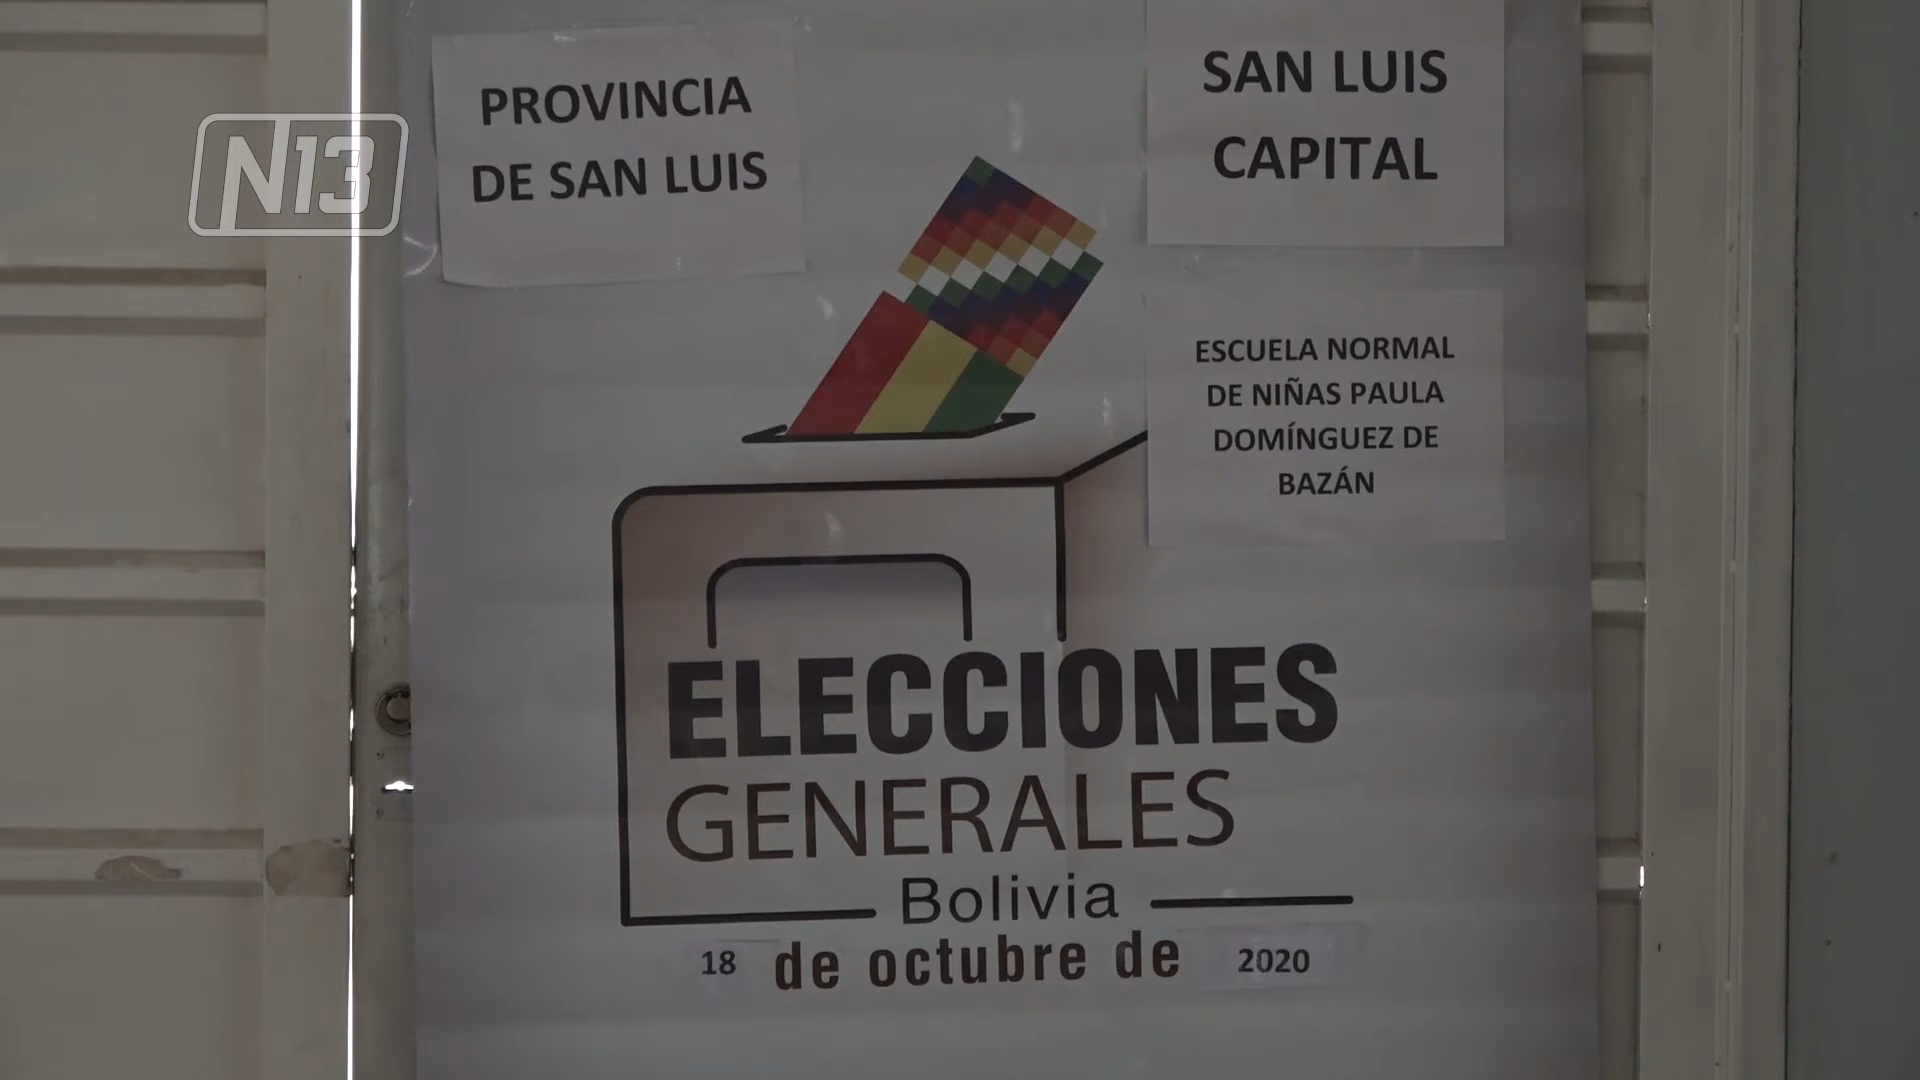 N13
PROVINCIA
DE SAN LUIS
SAN LUIS
CAPITAL
ESCUELA NORMAL
DE NIÑAS PAULA
DOMÍNGUEZ DE
BAZÁN
ELECCIONES
GENERALES
Bolivia
18 de octubre de 2020